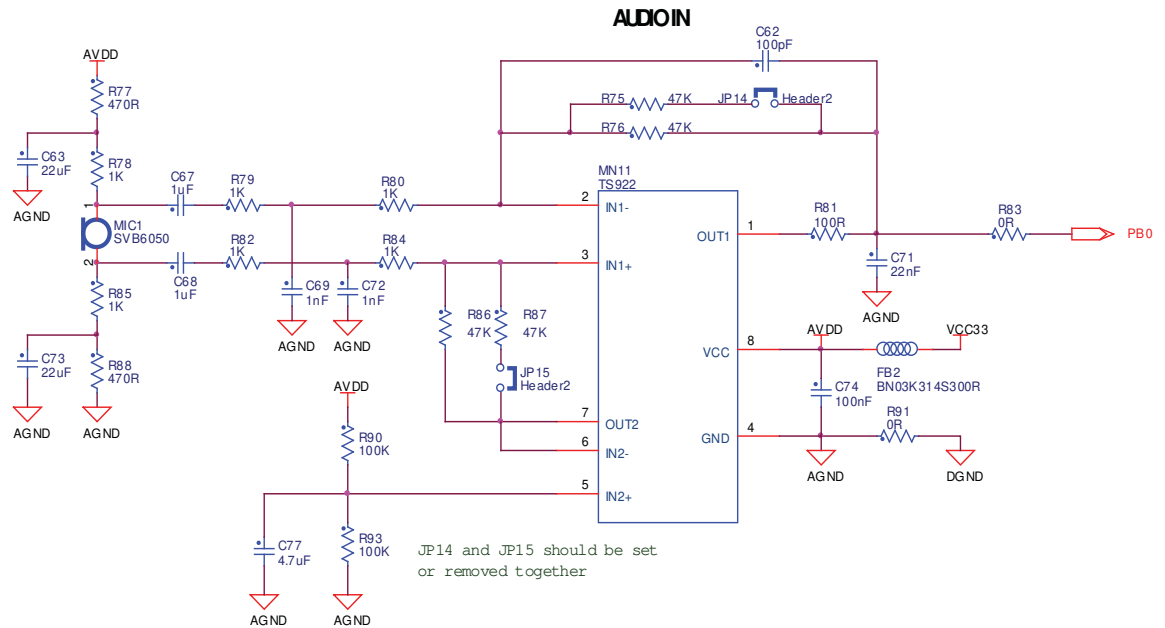 AUDIO IN
C62
100pF
AVDD
R77
470R
R75
47K
JP14
Header2
R76
47K
C63
22uF
R78
1K
AGND
1
MIC1
SVB6050
2
C67
1uF
R79
1K
R80
1K
MN11
TS922
2
IN1-
R81
100R
R83
0R
1
OUT1
PB0
R82
1K
R84
1K
C68
1uF
3
IN1+
C71
22nF
AGND
R85
1K
C69
1nF
C72
1nF
AGND
AGND
R86
47K
R87
47K
AVDD
VCC33
8
VCC
FB2
BN03K314S300R
C73
22uF
R88
470R
AGND
AGND
JP15
Header2
C74
100nF
AVDD
7
OUT2
R91
0R
4
GND
R90
100K
6
IN2-
AGND
DGND
5
IN2+
C77
4.7uF
R93
100K
AGND
AGND
JP14 and JP15 should be set
or removed together